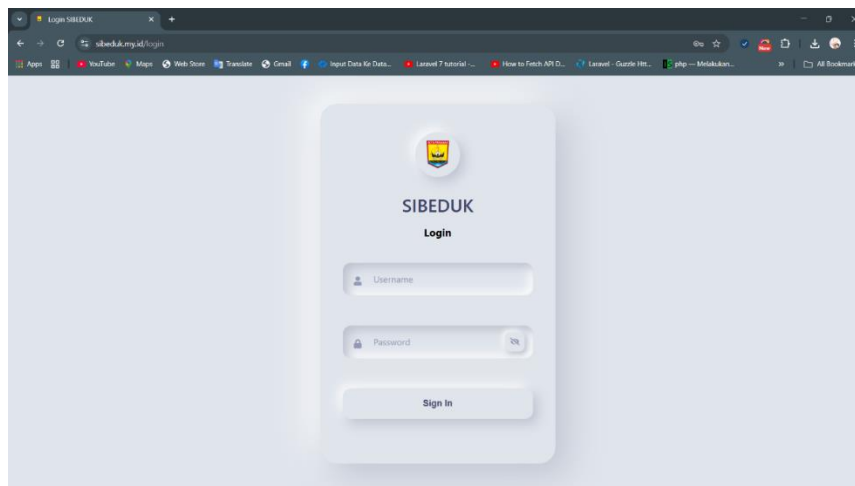 Login SIBEDUK
sibeduk.my.id/login
Apps YouTube Maps Web Store Translate Gmail Input Data Ke Data... Laravel 7 tutorial -... How to Fetch API D... Laravel - Guzzle Htt... php — Melakukan... » All Bookmark
SIBEDUK
Login
Username
Password
Sign In